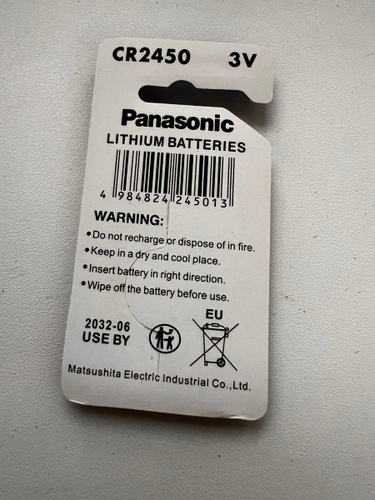 CR2450 3V
Panasonic
LITHIUM BATTERIES
4 984824 245013
WARNING:
•Do not recharge or dispose of in fire.
•Keep in a dry and cool place.
•Insert battery in right direction.
•Wipe off the battery before use.
EU
2032-06
USE BY
Matsushita Electric Industrial Co.,Ltd.